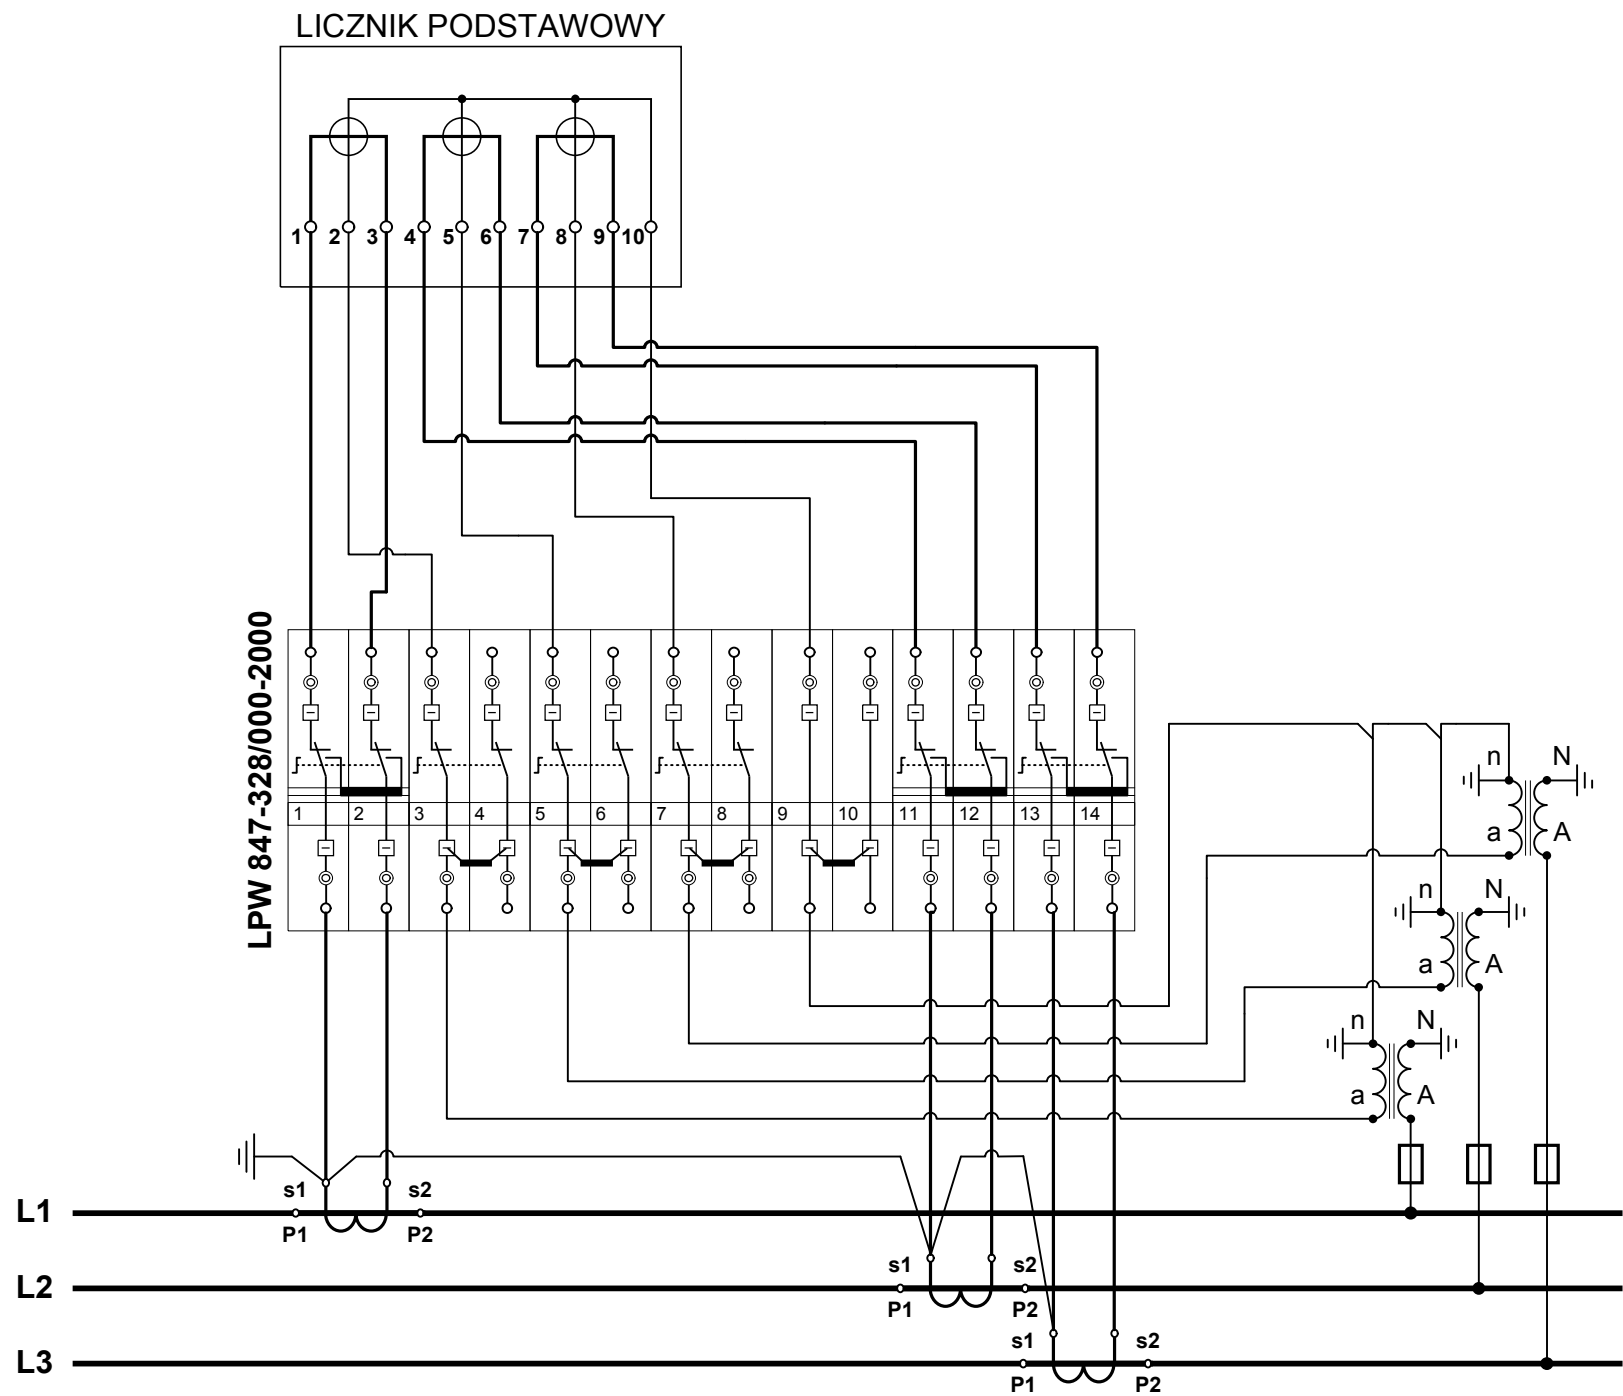 LICZNIK PODSTAWOWY
1 2 3 4 5 6 7 8 9 10
LPW 847-328/000-2000
1 2 3 4 5 6 7 8 9 10 11 12 13 14
n N
a A
n N
a A
n N
a A
s1 s2
L1
P1 P2
s1 s2
L2
P1 P2
s1 s2
L3
P1 P2